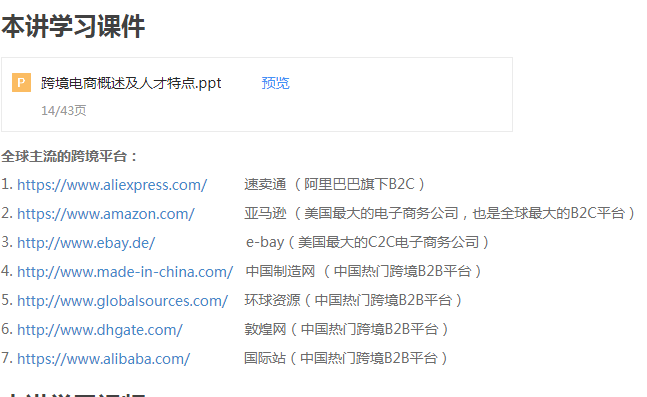 本讲学习课件
P 跨境电商概述及人才特点.ppt 预览
14/43页
全球主流的跨境平台：
1. https://www.aliexpress.com/ 速卖通（阿里巴巴旗下B2C）
2. https://www.amazon.com/ 亚马逊（美国最大的电子商务公司，也是全球最大的B2C平台）
3. http://www.ebay.de/ e-bay（美国最大的C2C电子商务公司）
4. http://www.made-in-china.com/ 中国制造网（中国热门跨境B2B平台）
5. http://www.globalsources.com/ 环球资源（中国热门跨境B2B平台）
6. http://www.dhgate.com/ 敦煌网（中国热门跨境B2B平台）
7. https://www.alibaba.com/ 国际站（中国热门跨境B2B平台）